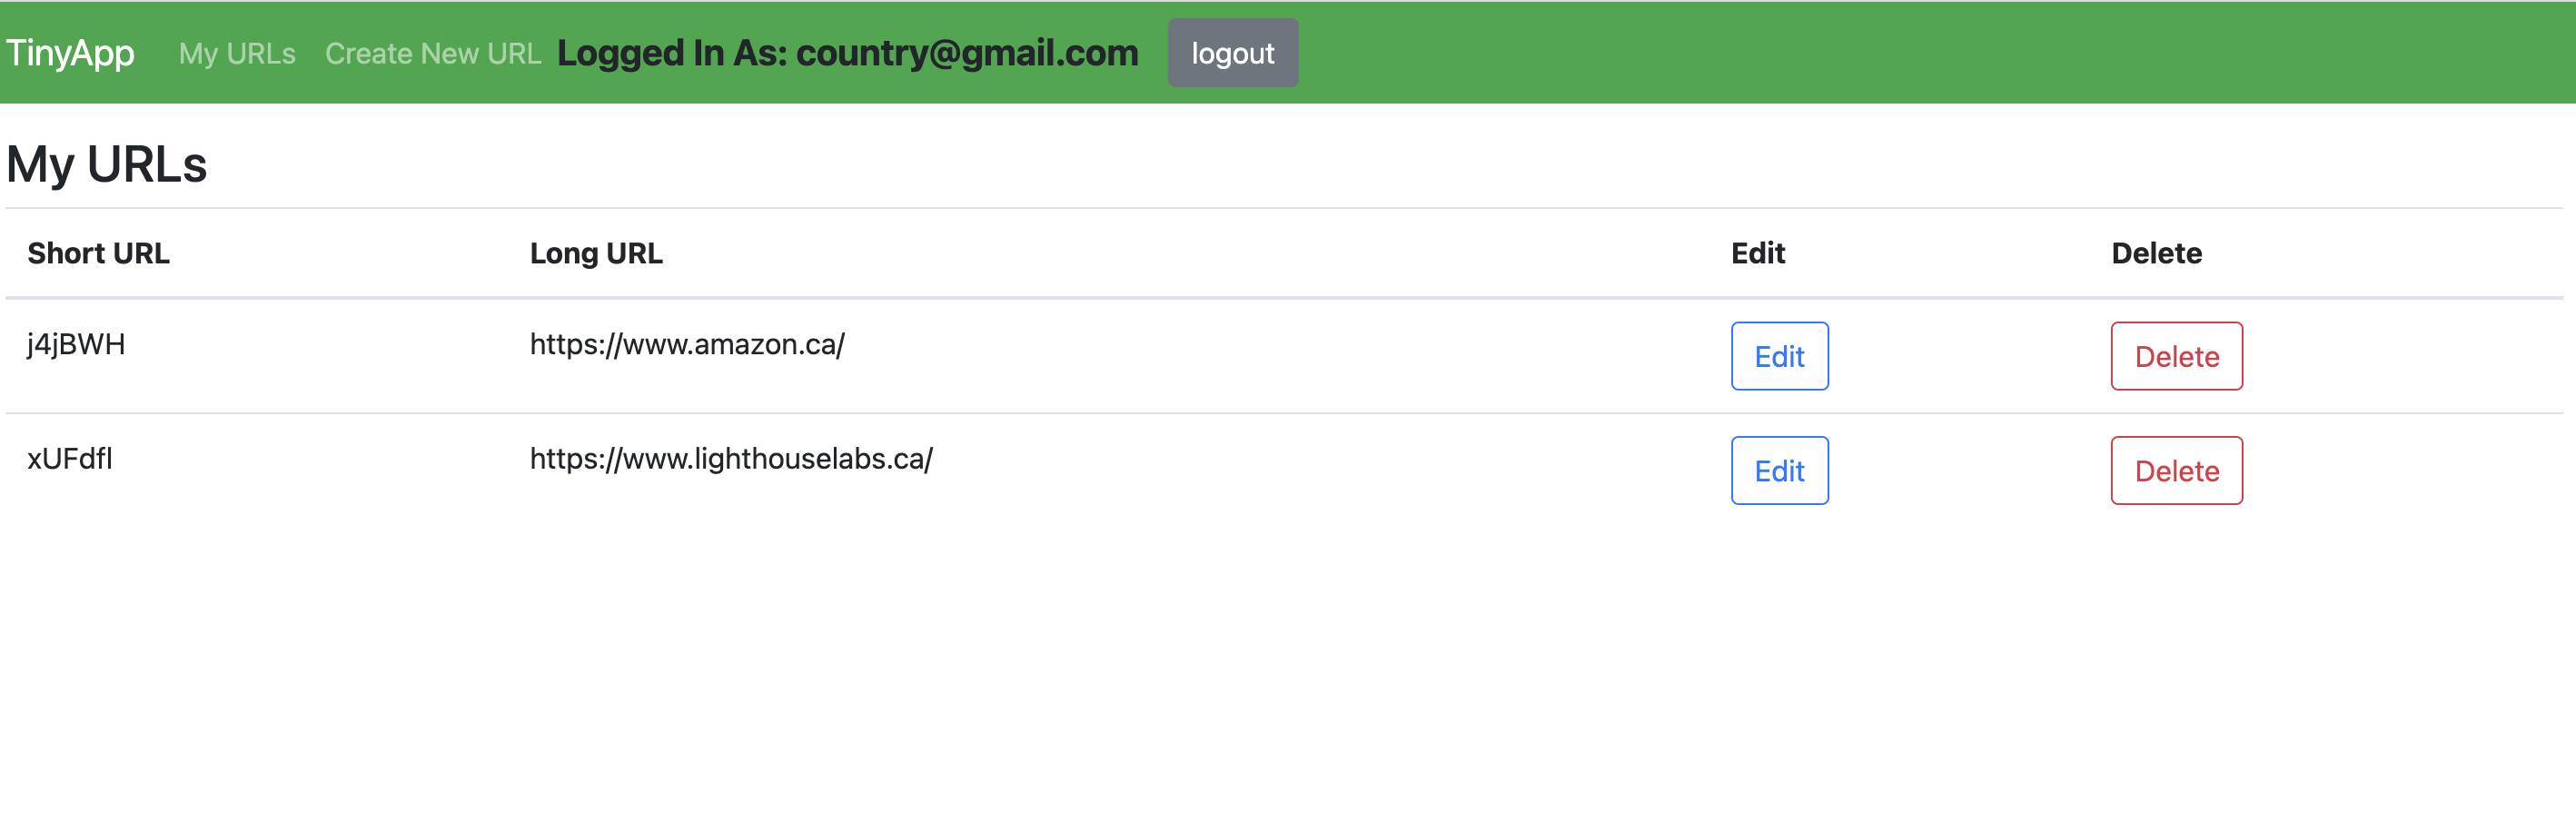 TinyApp My URLs Create New URL Logged In As: country@gmail.com logout
My URLs
Short URL Long URL Edit Delete
j4jBWH https://www.amazon.ca/ Edit Delete
xUFdfl https://www.lighthouselabs.ca/ Edit Delete